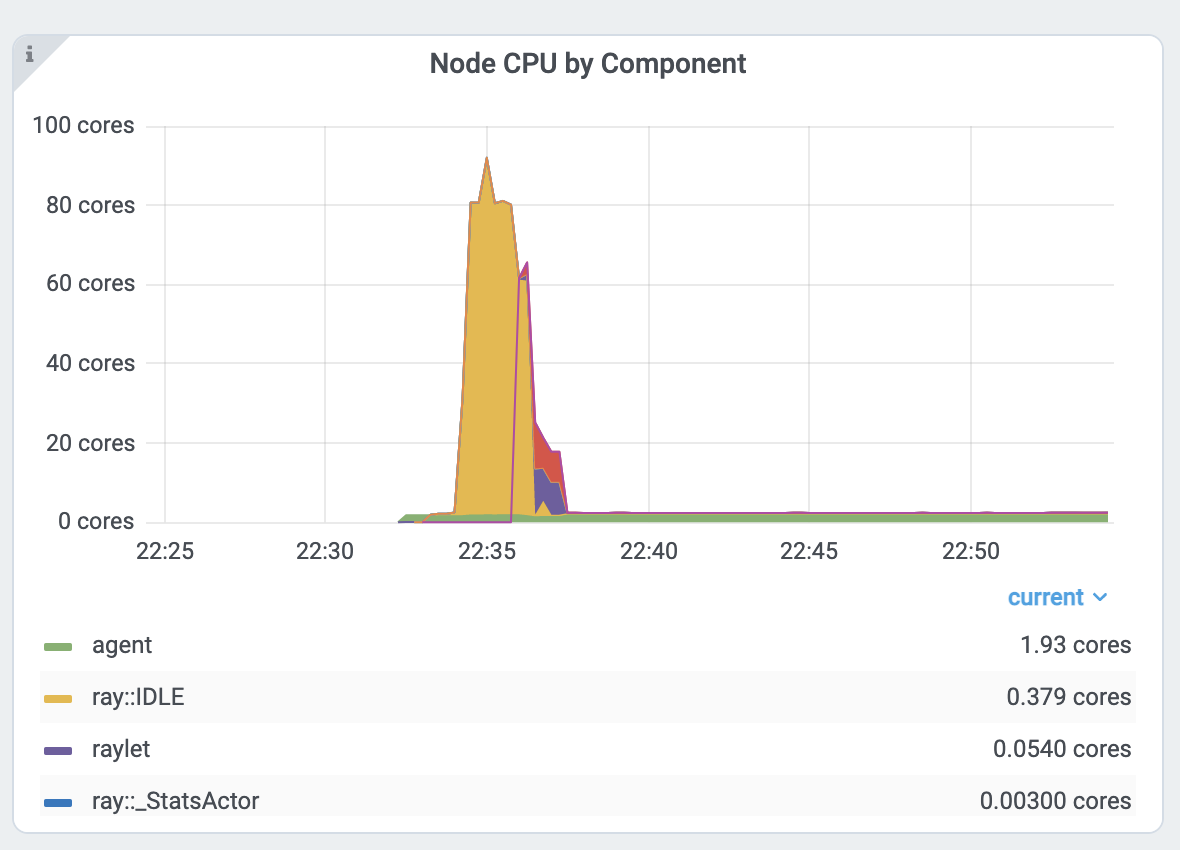 i
Node CPU by Component
100 cores
80 cores
60 cores
40 cores
20 cores
0 cores
22:25 22:30 22:35 22:40 22:45 22:50
current
agent 1.93 cores
ray::IDLE 0.379 cores
raylet 0.0540 cores
ray::_StatsActor 0.00300 cores